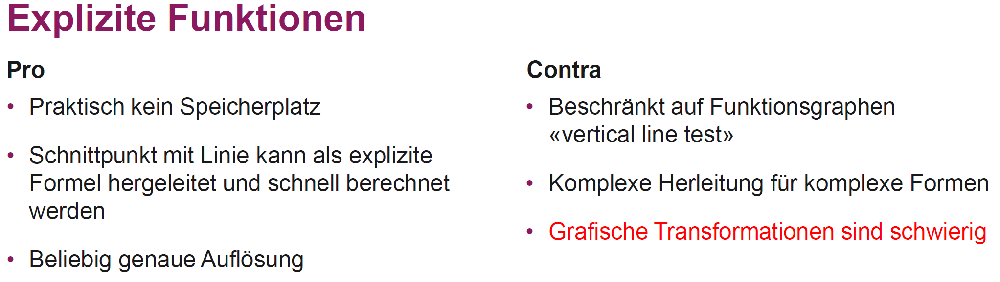 Explizite Funktionen
Pro
• Praktisch kein Speicherplatz
• Schnittpunkt mit Linie kann als explizite
Formel hergeleitet und schnell berechnet
werden
• Beliebig genaue Auflösung
Contra
• Beschränkt auf Funktionsgraphen
«vertical line test»
• Komplexe Herleitung für komplexe Formen
• Grafische Transformationen sind schwierig